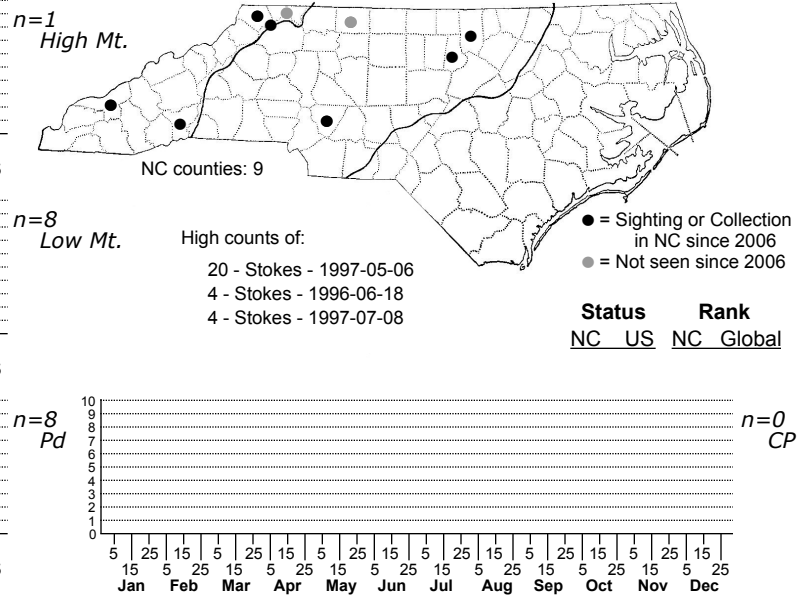 n=1
High Mt.
NC counties: 9
n=8
Low Mt.
High counts of:
20 - Stokes - 1997-05-06
4 - Stokes - 1996-06-18
4 - Stokes - 1997-07-08
= Sighting or Collection
in NC since 2006
= Not seen since 2006
Status Rank
NC US NC Global
n=8
Pd
10
9
8
7
6
5
4
3
2
1
0
n=0
CP
5 25 15 5 25 15 5 25 15 5 25 15 5 25 15 5 25 15
15 5 25 15 5 25 15 5 25 15 5 25 15 5 25 15 5 25
Jan Feb Mar Apr May Jun Jul Aug Sep Oct Nov Dec